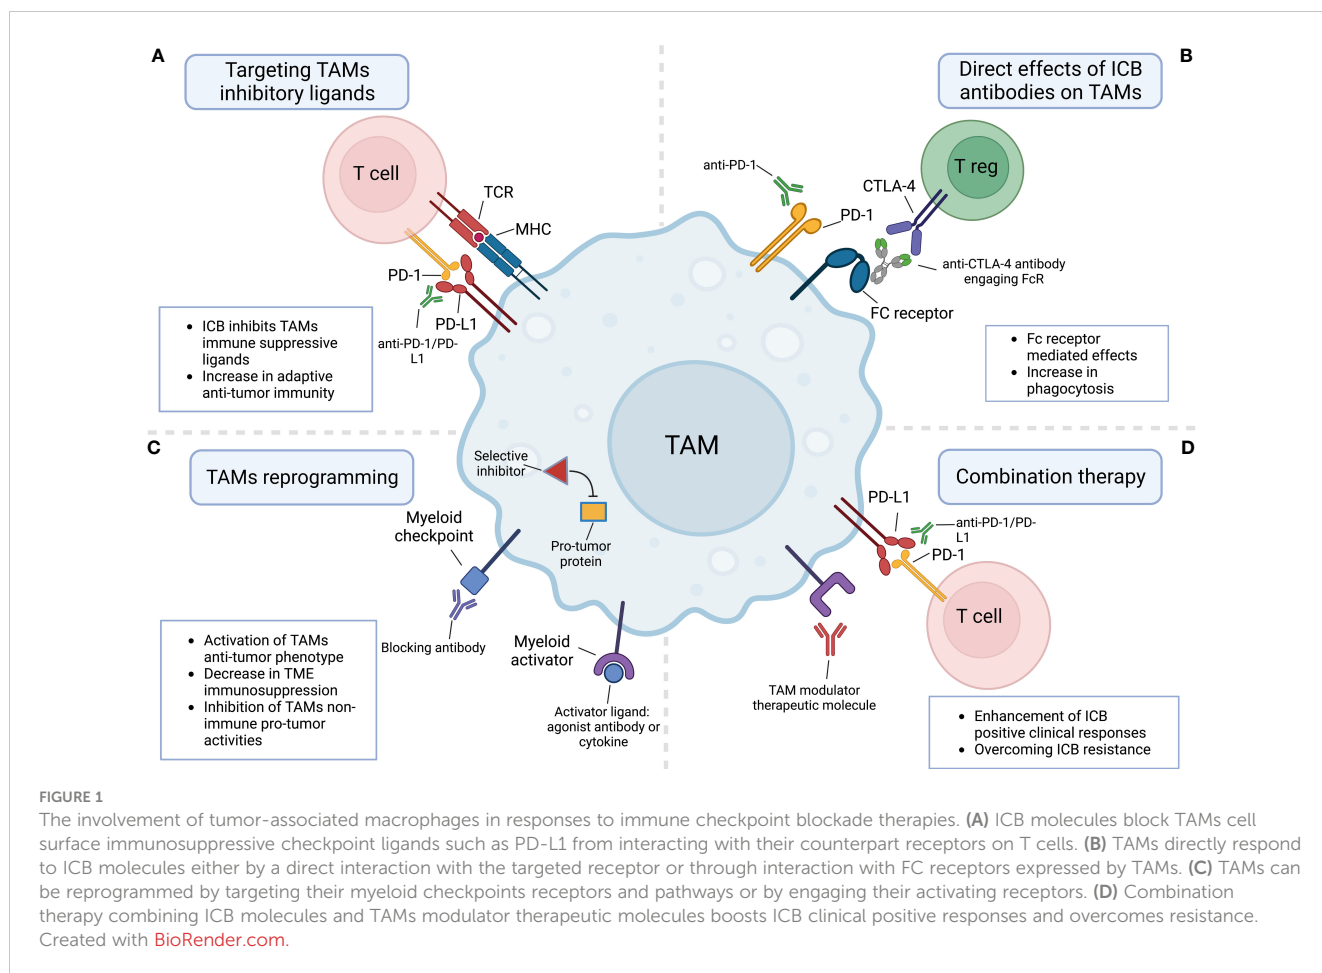 A
Targeting TAMs
inhibitory ligands
T cell
TCR
MHC
PD-1
PD-L1
anti-PD-1/PD-
L1
• ICB inhibits TAMs
immune suppressive
ligands
• Increase in adaptive
anti-tumor immunity
B
Direct effects of ICB
antibodies on TAMs
anti-PD-1
PD-1
CTLA-4
T reg
anti-CTLA-4 antibody
engaging FcR
FC receptor
• Fc receptor
mediated effects
• Increase in
phagocytosis
TAM
C
TAMs reprogramming
Selective
inhibitor
Pro-tumor
protein
Myeloid
checkpoint
Blocking antibody
Myeloid
activator
Activator ligand:
agonist antibody or
cytokine
• Activation of TAMs
anti-tumor phenotype
• Decrease in TME
immunosuppression
• Inhibition of TAMs non-
immune pro-tumor
activities
D
Combination therapy
PD-L1
anti-PD-1/PD-
L1
PD-1
T cell
TAM modulator
therapeutic molecule
• Enhancement of ICB
positive clinical responses
• Overcoming ICB resistance
FIGURE 1
The involvement of tumor-associated macrophages in responses to immune checkpoint blockade therapies. (A) ICB molecules block TAMs cell
surface immunosuppressive checkpoint ligands such as PD-L1 from interacting with their counterpart receptors on T cells. (B) TAMs directly respond
to ICB molecules either by a direct interaction with the targeted receptor or through interaction with FC receptors expressed by TAMs. (C) TAMs can
be reprogrammed by targeting their myeloid checkpoints receptors and pathways or by engaging their activating receptors. (D) Combination
therapy combining ICB molecules and TAMs modulator therapeutic molecules boosts ICB clinical positive responses and overcomes resistance.
Created with BioRender.com.